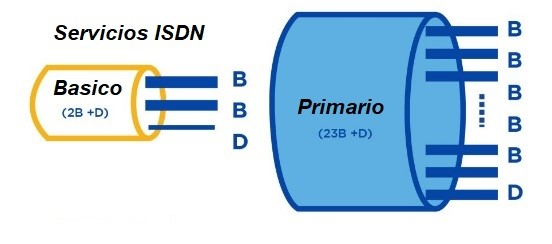 Servicios ISDN
Basico
(2B +D)
B
B
D
Primario
(23B +D)
B
B
B
B
B
D